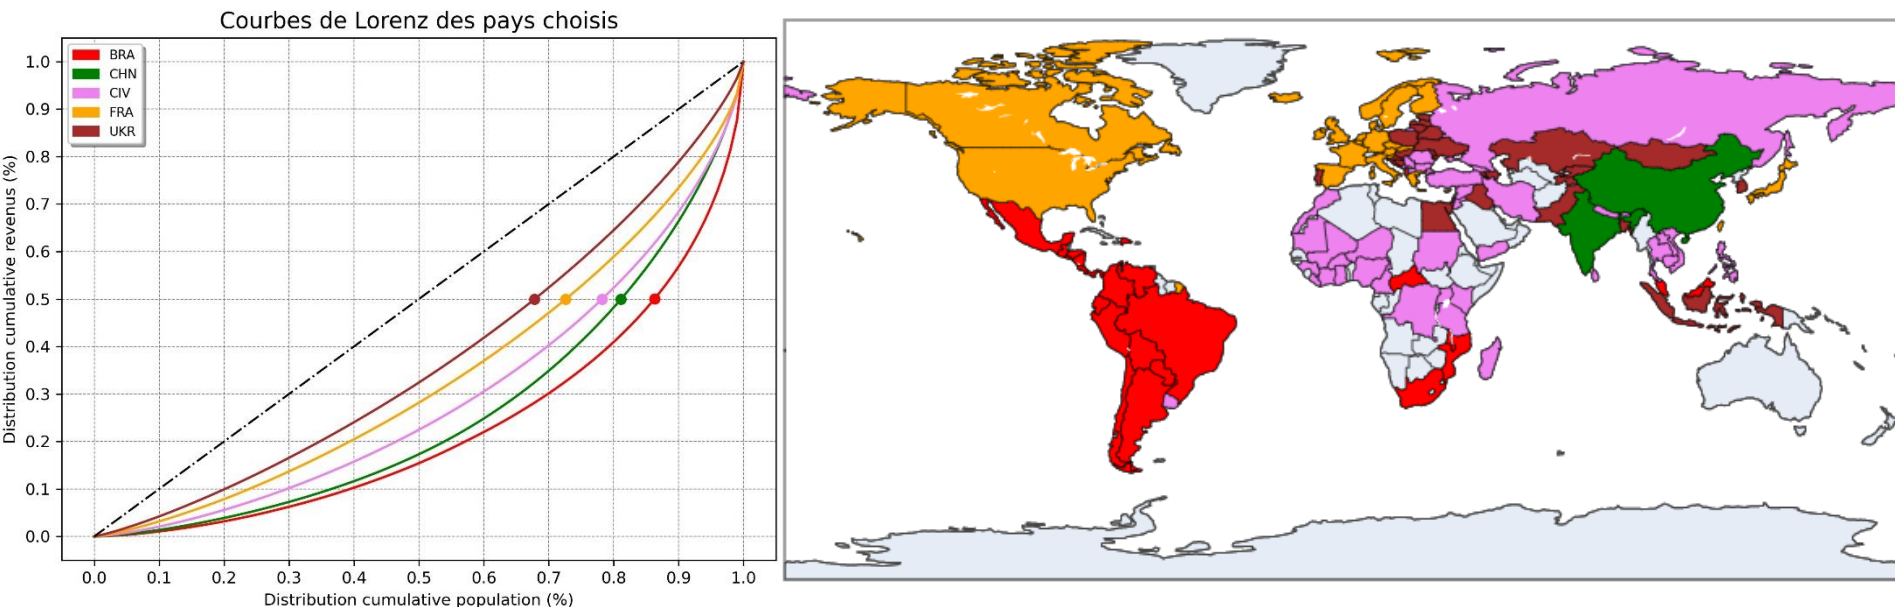 Courbes de Lorenz des pays choisis
BRA
CHN
CIV
FRA
UKR
Distribution cumulative revenus (%)
1.0
0.9
0.8
0.7
0.6
0.5
0.4
0.3
0.2
0.1
0.0
0.0 0.1 0.2 0.3 0.4 0.5 0.6 0.7 0.8 0.9 1.0
Distribution cumulative population (%)